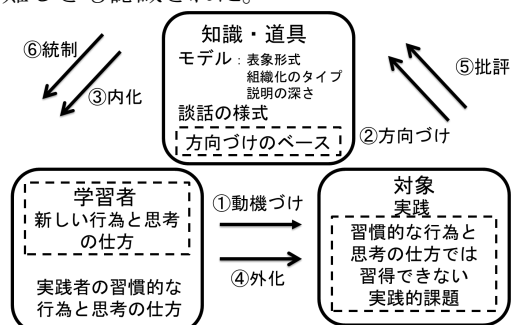 ⑥統制
③内化
知識・道具
モデル：表象形式
組織化のタイプ
説明の深さ
談話の様式
方向づけのベース
⑤批評
②方向づけ
学習者
新しい行為と思考
の仕方
実践者の習慣的な
行為と思考の仕方
①動機づけ
④外化
対象
実践
習慣的な行為と
思考の仕方では
習得できない
実践的課題